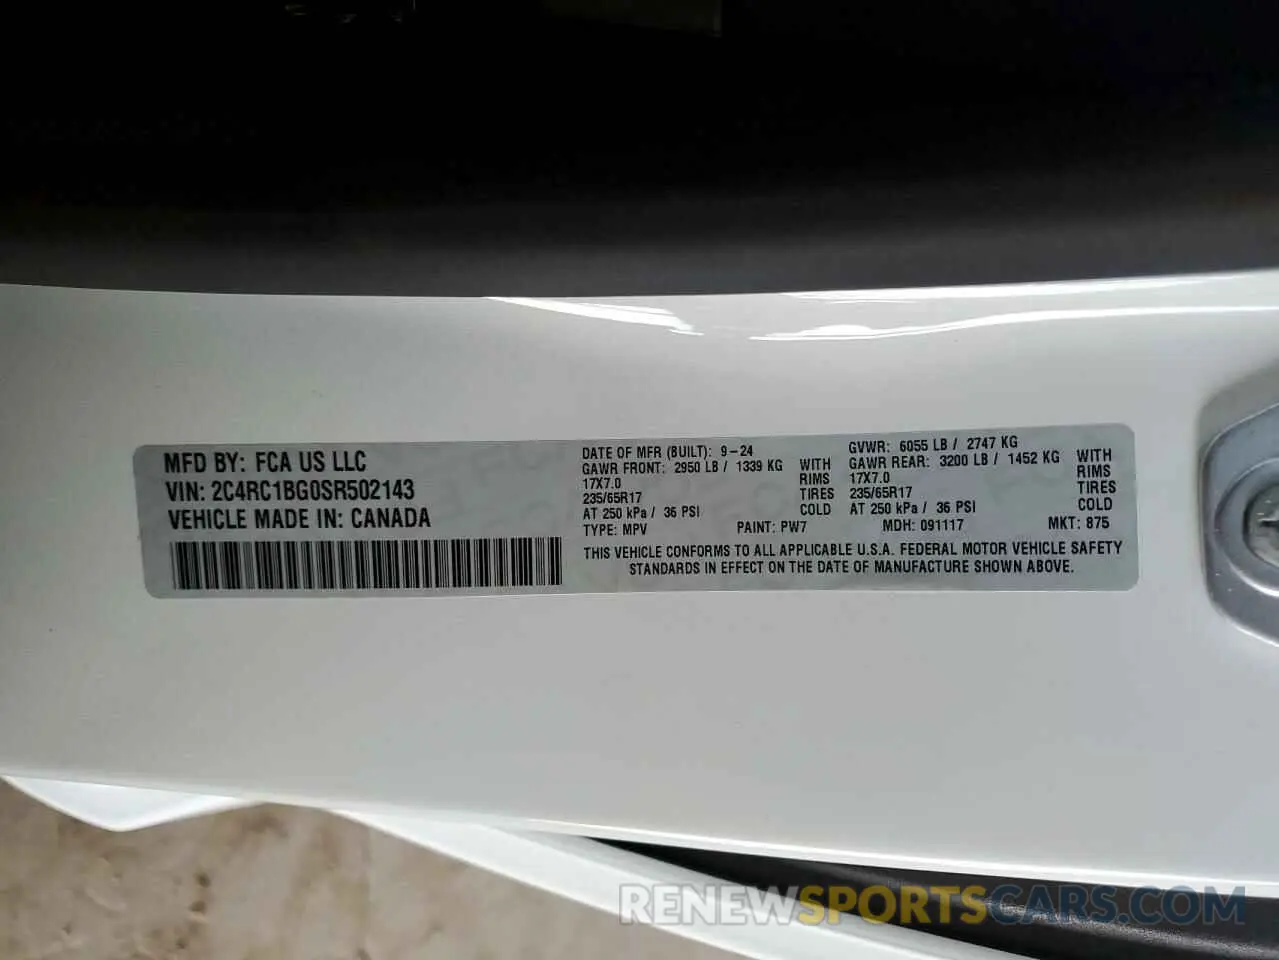 MFD BY: FCA US LLC
VIN: 2C4RC1BG0SR502143
VEHICLE MADE IN: CANADA
DATE OF MFR (BUILT): 9-24
GAWR FRONT: 2950 LB / 1339 KG WITH
17X7.0 RIMS
235/65R17 TIRES
AT 250 kPa / 36 PSI COLD
GVWR: 6055 LB / 2747 KG
GAWR REAR: 3200 LB / 1452 KG WITH
17X7.0 RIMS
235/65R17 TIRES
AT 250 kPa / 36 PSI COLD
TYPE: MPV PAINT: PW7 MDH: 091117 MKT: 875
THIS VEHICLE CONFORMS TO ALL APPLICABLE U.S.A. FEDERAL MOTOR VEHICLE SAFETY
STANDARDS IN EFFECT ON THE DATE OF MANUFACTURE SHOWN ABOVE.
RENEWSPORTSCARS.COM